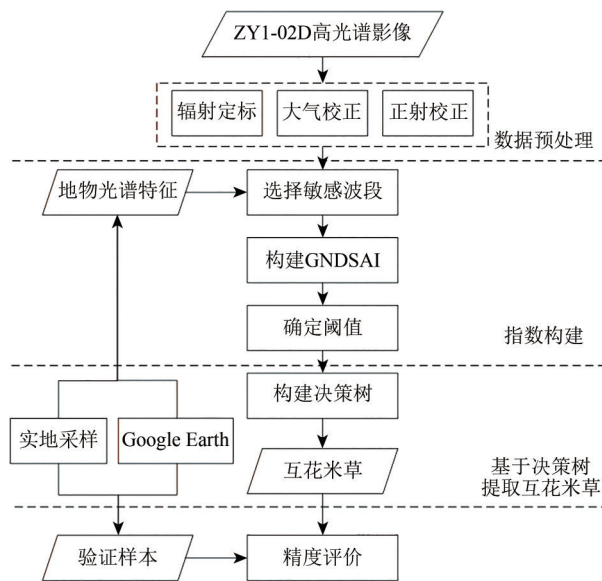 ZY1-02D高光谱影像
辐射定标
大气校正
正射校正
数据预处理
地物光谱特征
选择敏感波段
构建GNDSAI
确定阈值
指数构建
构建决策树
实地采样
Google Earth
互花米草
基于决策树
提取互花米草
验证样本
精度评价